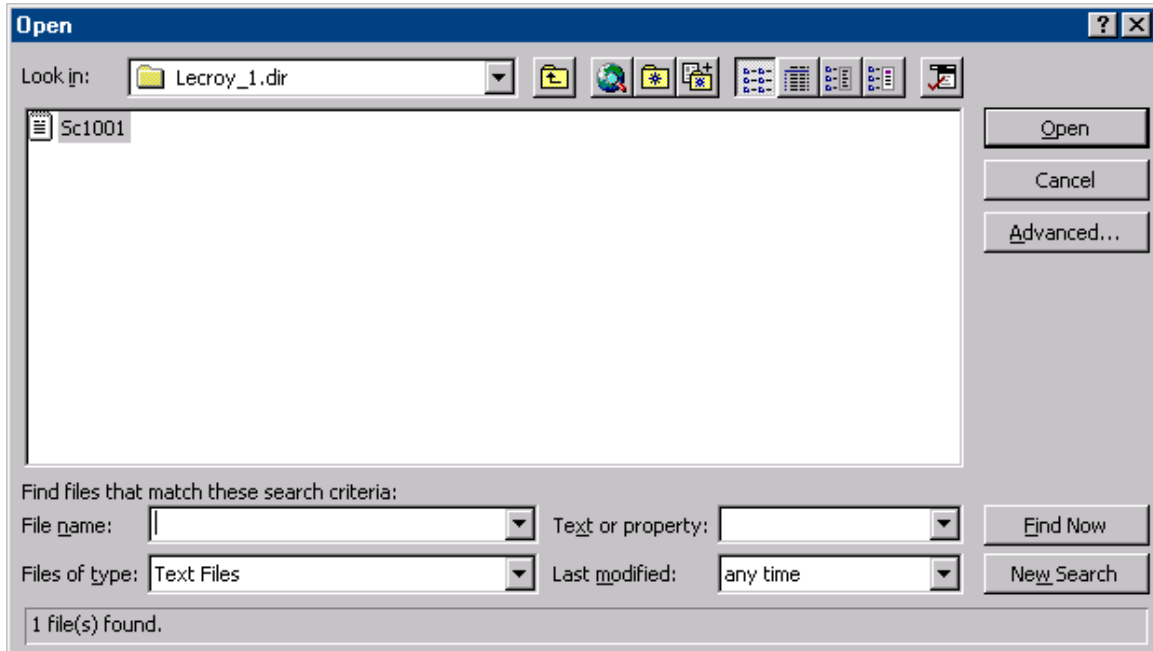 Open
Look in: Lecroy_1.dir
Sc1001
Open
Cancel
Advanced...
Find files that match these search criteria:
File name: Text or property: Find Now
Files of type: Text Files Last modified: any time New Search
1 file(s) found.